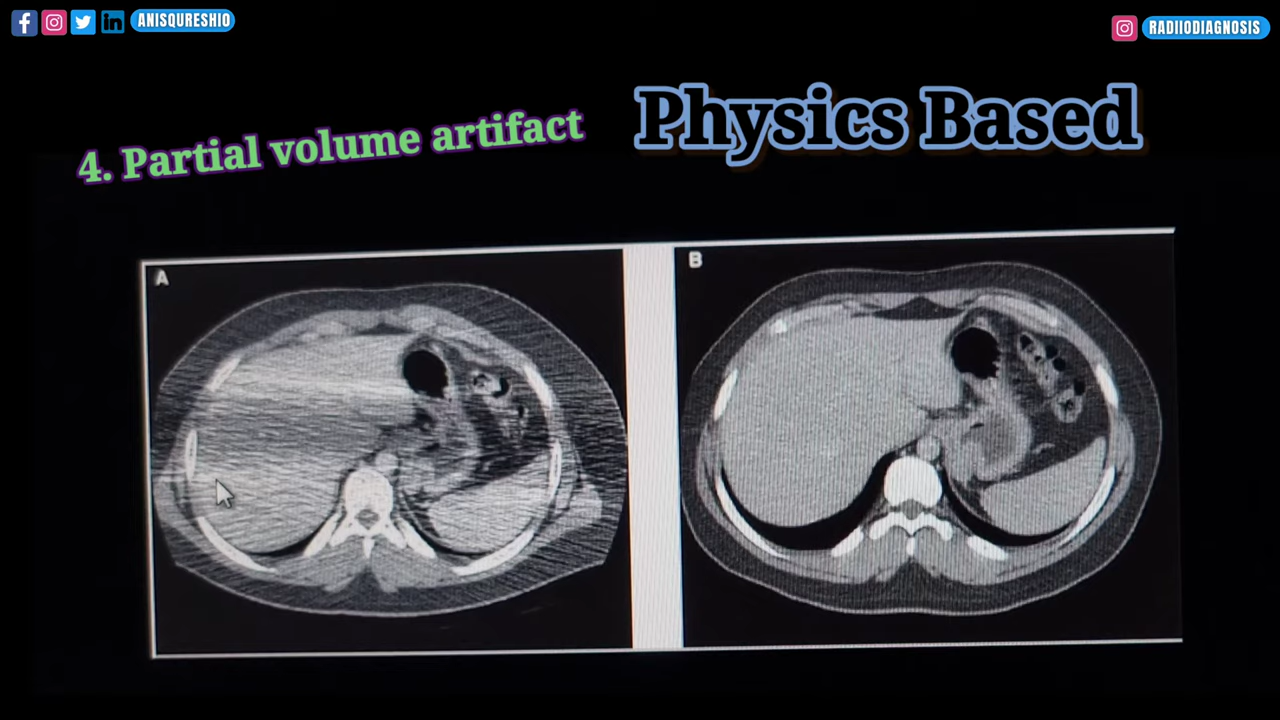 ANISQURESHIO
RADIIODIAGNOSIS
4. Partial volume artifact
Physics Based
A
B